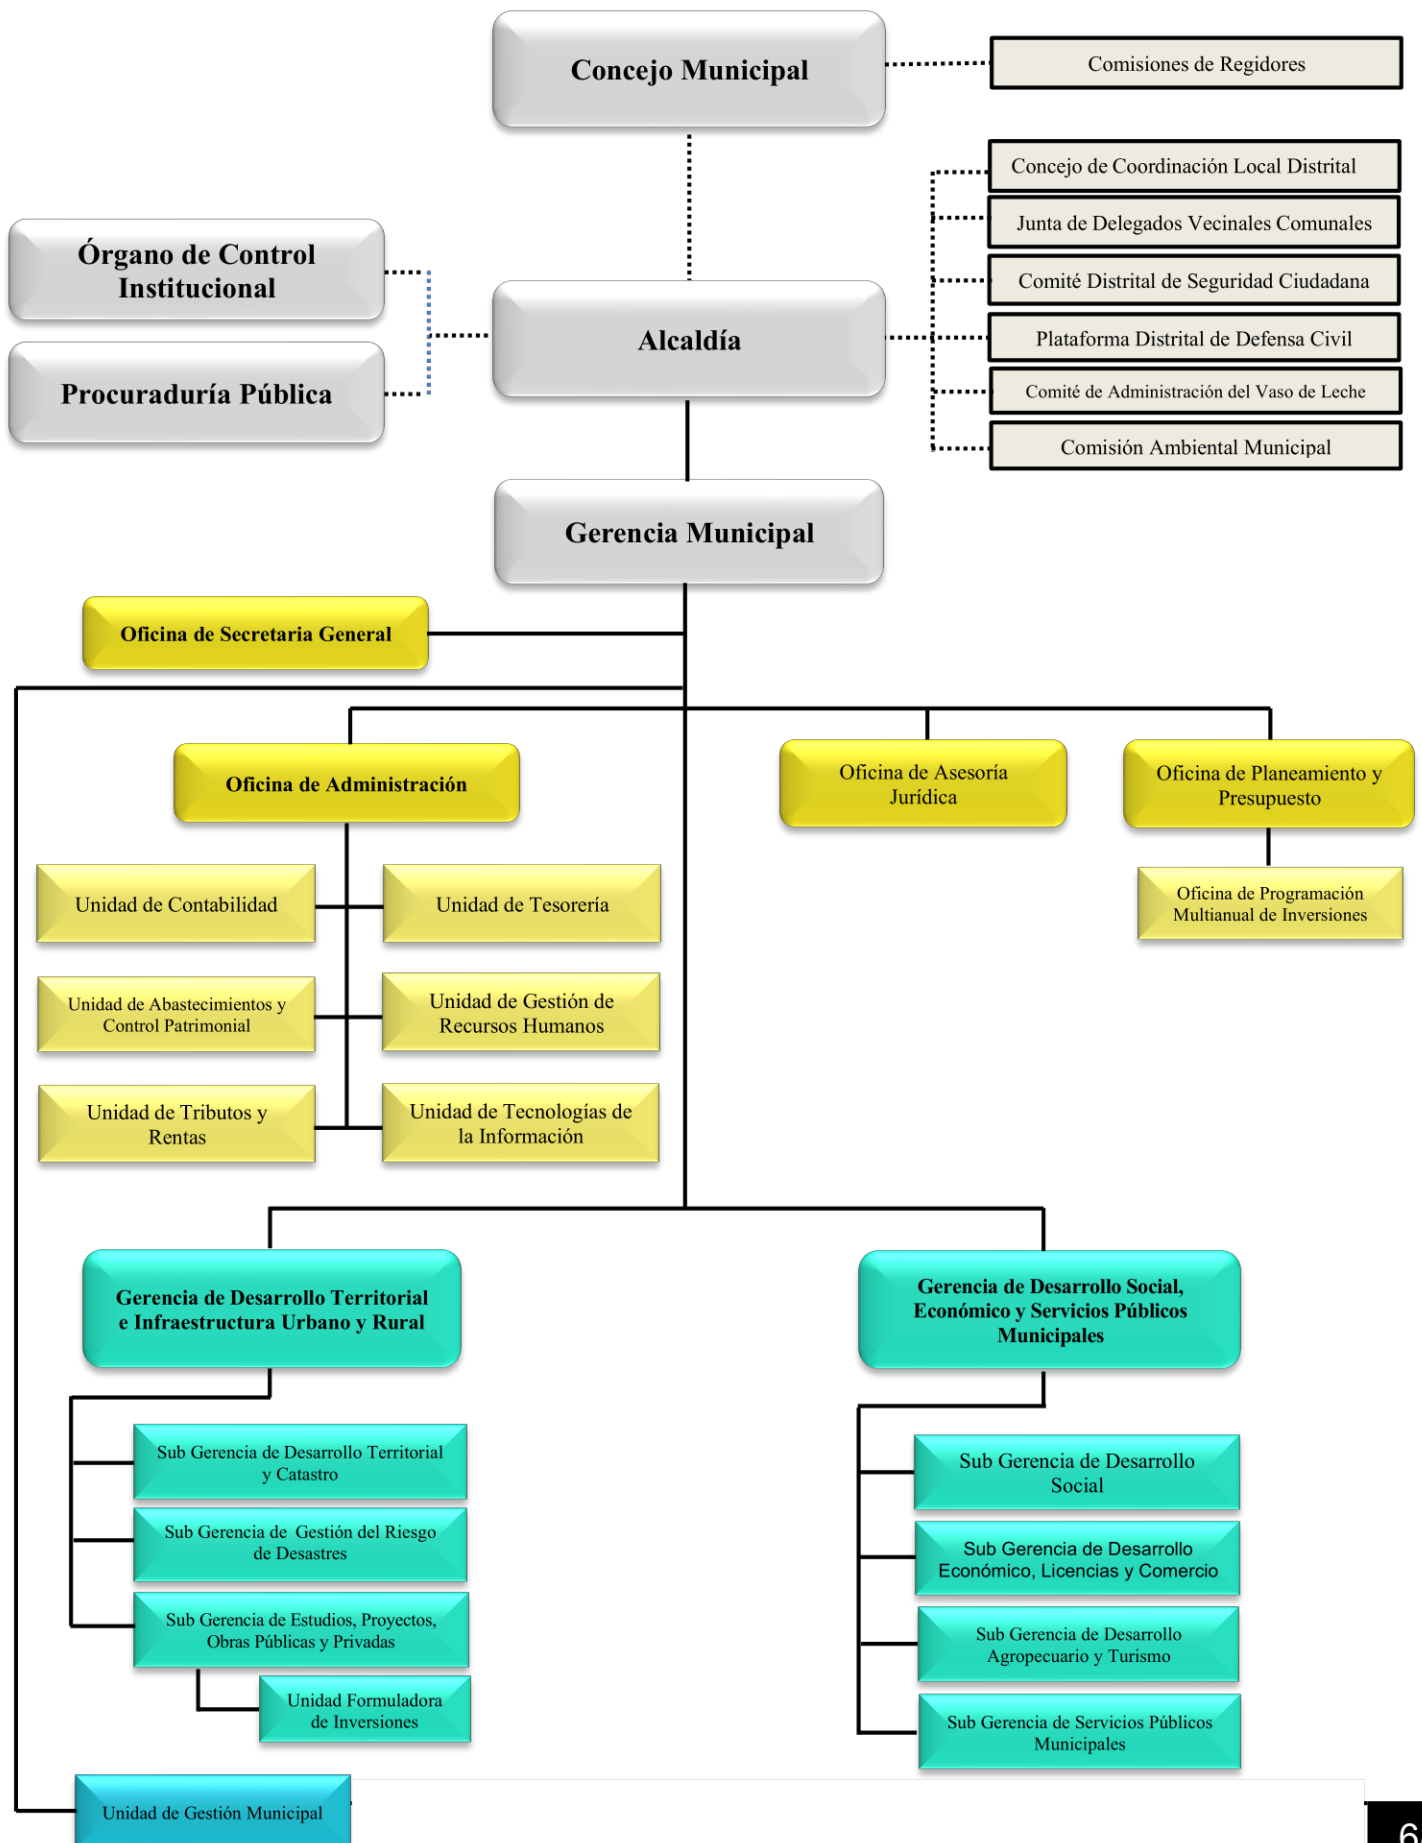 Concejo Municipal
Comisiones de Regidores
Concejo de Coordinación Local Distrital
Junta de Delegados Vecinales Comunales
Órgano de Control
Institucional
Comité Distrital de Seguridad Ciudadana
Alcaldía
Plataforma Distrital de Defensa Civil
Procuraduría Pública
Comité de Administración del Vaso de Leche
Comisión Ambiental Municipal
Gerencia Municipal
Oficina de Secretaria General
Oficina de Administración
Oficina de Asesoría
Jurídica
Oficina de Planeamiento y
Presupuesto
Unidad de Contabilidad
Unidad de Tesorería
Oficina de Programación
Multianual de Inversiones
Unidad de Abastecimientos y
Control Patrimonial
Unidad de Gestión de
Recursos Humanos
Unidad de Tributos y
Rentas
Unidad de Tecnologías de
la Información
Gerencia de Desarrollo Territorial
e Infraestructura Urbano y Rural
Gerencia de Desarrollo Social,
Económico y Servicios Públicos
Municipales
Sub Gerencia de Desarrollo Territorial
y Catastro
Sub Gerencia de Gestión del Riesgo
de Desastres
Sub Gerencia de Estudios, Proyectos,
Obras Públicas y Privadas
Unidad Formuladora
de Inversiones
Sub Gerencia de Desarrollo
Social
Sub Gerencia de Desarrollo
Económico, Licencias y Comercio
Sub Gerencia de Desarrollo
Agropecuario y Turismo
Sub Gerencia de Servicios Públicos
Municipales
Unidad de Gestión Municipal
6